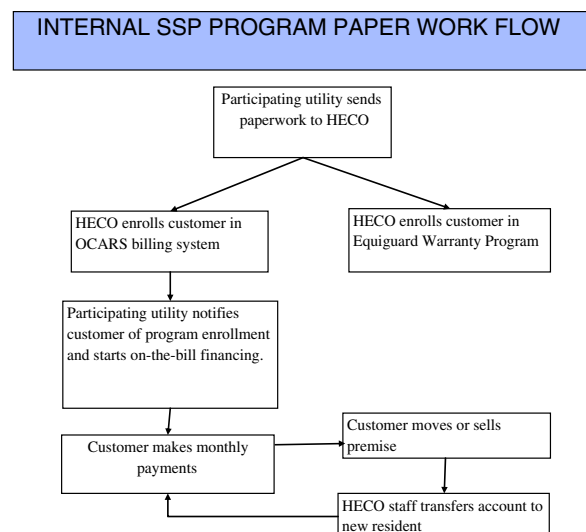 INTERNAL SSP PROGRAM PAPER WORK FLOW
Participating utility sends
paperwork to HECO
HECO enrolls customer in
OCARS billing system
HECO enrolls customer in
Equiguard Warranty Program
Participating utility notifies
customer of program enrollment
and starts on-the-bill financing.
Customer makes monthly
payments
Customer moves or sells
premise
HECO staff transfers account to
new resident